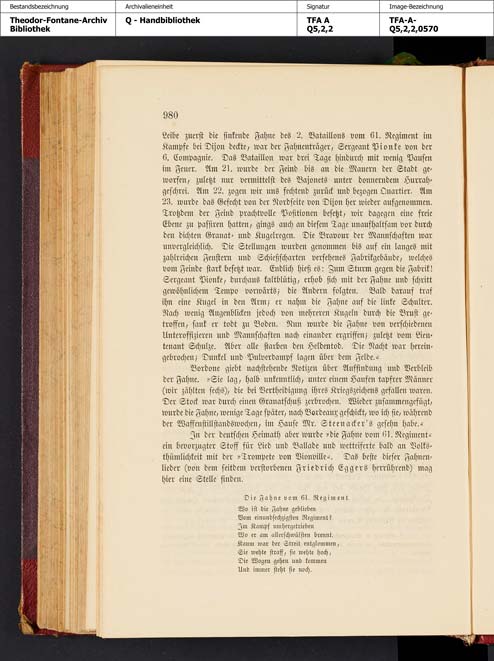 Bestandsbezeichnung Archivalieneinheit Signatur Image-Bezeichnung
Theodor-Fontane-Archiv Q - Handbibliothek TFA A TFA-A-
Bibliothek Q5,2,2 Q5,2,2,0570
980
Leibe zuerst die sinkende Fahne des 2. Bataillons vom 61. Regiment im
Kampfe bei Dijon deckte, war der Fahnenträger, Sergeant Pionke von der
6. Compagnie. Das Bataillon war drei Tage hindurch mit wenig Pausen
im Feuer. Am 21. wurde der Feind bis an die Mauern der Stadt ge-
worfen, zuletzt nur vermittelst des Bajonets unter donnerndem Hurrah-
geschrei. Am 22. zogen wir uns fechtend zurück und bezogen Quartier. Am
23. wurde das Gefecht von der Nordseite von Dijon her wieder aufgenommen.
Trotzdem der Feind prachtvolle Positionen besetzt, wir dagegen eine freie
Ebene zu passiren hatten, gings auch an diesem Tage unaufhaltsam vor durch
den dichten Granat- und Kugelregen. Die Bravour der Mannschaften war
unvergleichlich. Die Stellungen wurden genommen bis auf ein langes mit
zahlreichen Fenstern und Schießscharten versehenes Fabrikgebäude, welches
vom Feinde stark besetzt war. Endlich hieß es: Zum Sturm gegen die Fabrik!
Sergeant Pionke, durchaus kaltblütig, erhob sich mit der Fahne und schritt
gewöhnlichem Tempo vorwärts; die Andern folgten. Bald darauf traf
ihn eine Kugel in den Arm; er nahm die Fahne auf die linke Schulter.
Nach wenig Augenblicken jedoch von mehreren Kugeln durch die Brust ge-
troffen, sank er todt zu Boden. Nun wurde die Fahne von verschiedenen
Unteroffizieren und Mannschaften nach einander ergriffen; zuletzt vom Lieu-
tenant Schulze. Aber alle starben den Heldentod. Die Nacht war herein-
gebrochen; Dunkel und Pulverdampf lagen über dem Felde.«
Bordone giebt nachstehende Notizen über Auffindung und Verbleib
der Fahne. »Sie lag, halb unkenntlich, unter einem Haufen tapfrer Männer
(wir zählten sechs), die bei Vertheidigung ihres Kriegszeichens gefallen waren.
Der Stock war durch einen Granatschuß zerbrochen. Wieder zusammengefügt,
wurde die Fahne, wenige Tage später, nach Bordeaux geschickt, wo ich sie, während
der Waffenstillstandswochen, im Hause Mr. Steenacker's gesehn habe.«
In der deutschen Heimath aber wurde »die Fahne vom 61. Regiment«
ein bevorzugter Stoff für Lied und Ballade und wetteiferte bald an Volks-
thümlichkeit mit der »Trompete von Vionville«. Das beste dieser Fahnen-
lieder (von dem seitdem verstorbenen Friedrich Eggers herrührend) mag
hier eine Stelle finden.
Die Fahne vom 61. Regiment
Wo ist die Fahne geblieben
Vom einundsechzigsten Regiment?
Im Kampf umhergetrieben
Wo er am allerschwülsten brennt.
Kaum war der Streit entglommen,
Sie wehte straff, sie wehte hoch,
Die Wogen gehen und kommen
Und immer steht sie noch.